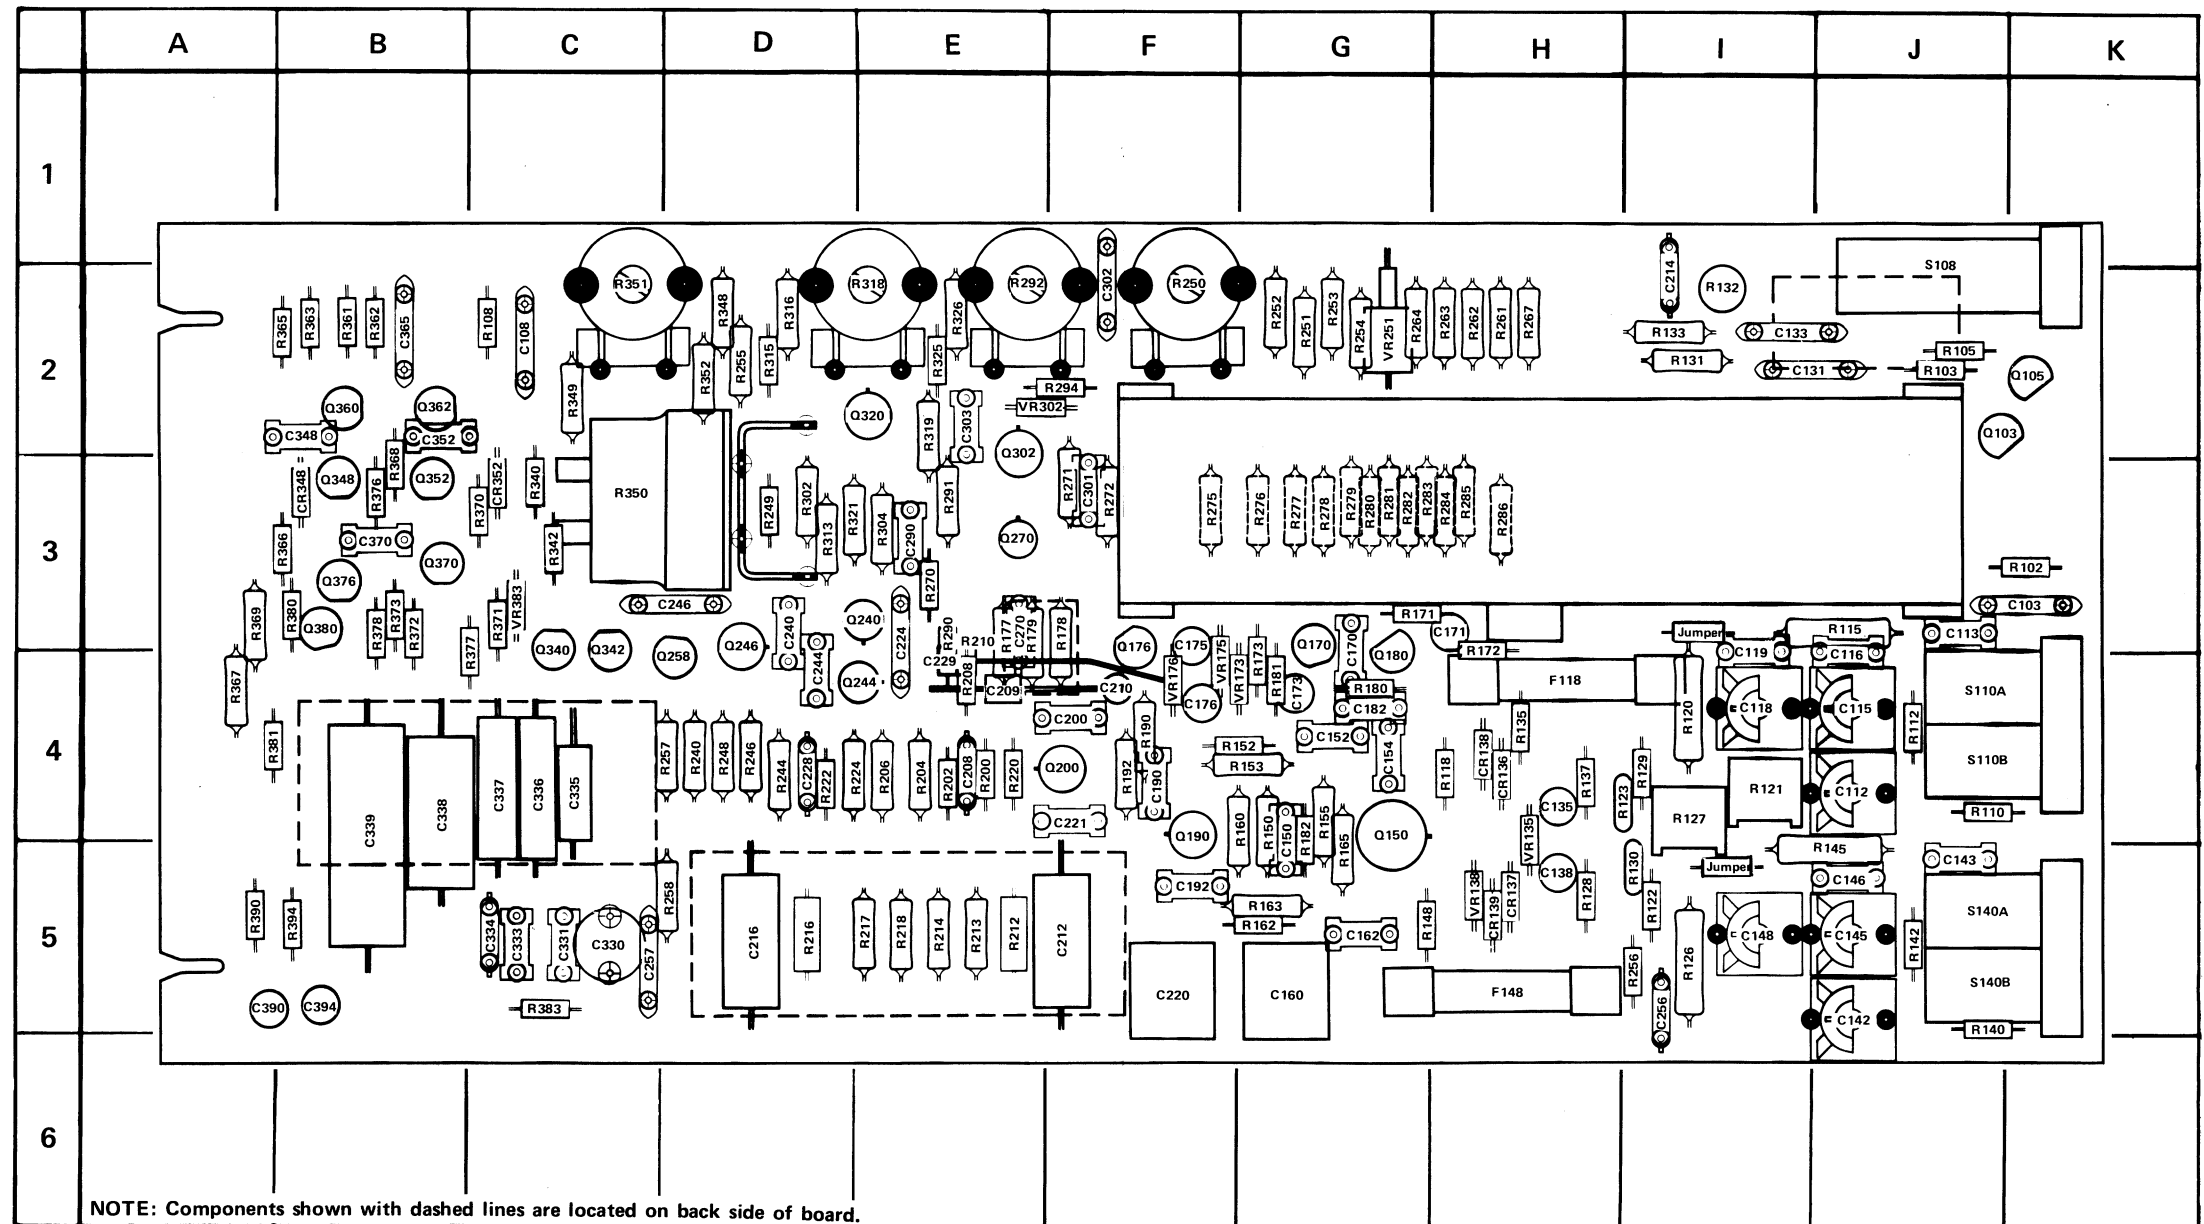 A B C D E F G H I J K
1
2
3
4
5
6
S108
R351 R318 R292 C302 R250 C214 R132
R365 R363 R361 R362 C365 R108 C108 R348 R316 R326 R252 R251 R253 R254 VR251 R264 R263 R262 R261 R267 R133 C133
R349 R352 R255 R315 R325 R294 R131 C131 R105 R103 Q105
Q360 Q362 Q320 R319 C303 VR302 Q103
C348 C352 Q302
CR348 Q348 R376 R368 Q352 R370 CR352 R340 R350 R249 R302 R313 R321 R304 C290 R291 R271 C301 R272 R275 R276 R277 R278 R279 R280 R281 R282 R283 R284 R285 R286
R366 C370 Q370 R342 Q270
Q376 R270 R102
R369 R380 Q380 R378 R373 R372 R371 VR383 C246 C240 Q240 C224 R290 R210 R177 C270 R179 R178 R171 C171 C103
R377 Q340 Q342 Q258 Q246 C244 Q176 C175 VR175 R173 Q170 C170 Q180 R172 Jumper R115 C113
R367 Q244 C229 R208 C209 C210 VR176 C176 VR173 R181 C173 R180 F118 C119 C116 S110A
R381 C200 R190 C182 R135 R120 C118 C115 R112
C339 C338 C337 C336 C335 R257 R240 R248 R246 R244 C228 R222 R224 R206 R204 R202 C208 R200 R220 Q200 R192 C190 R152 R153 C152 C154 R118 CR138 CR136 R137 R129 S110B
C221 Q190 R160 R150 C150 R182 R155 R165 Q150 C135 VR135 R123 R127 R121 C112 R110
R258 C138 R130 Jumper R145 C143
R390 R394 C334 C333 C331 C330 C257 C216 R216 R217 R218 R214 R213 R212 C212 C192 R163 R162 C162 R148 VR138 CR139 CR137 R128 R122 R126 C148 C146 C145 R142 S140A
C390 C394 R383 C220 C160 F148 R256 C256 C142 S140B R140
NOTE: Components shown with dashed lines are located on back side of board.